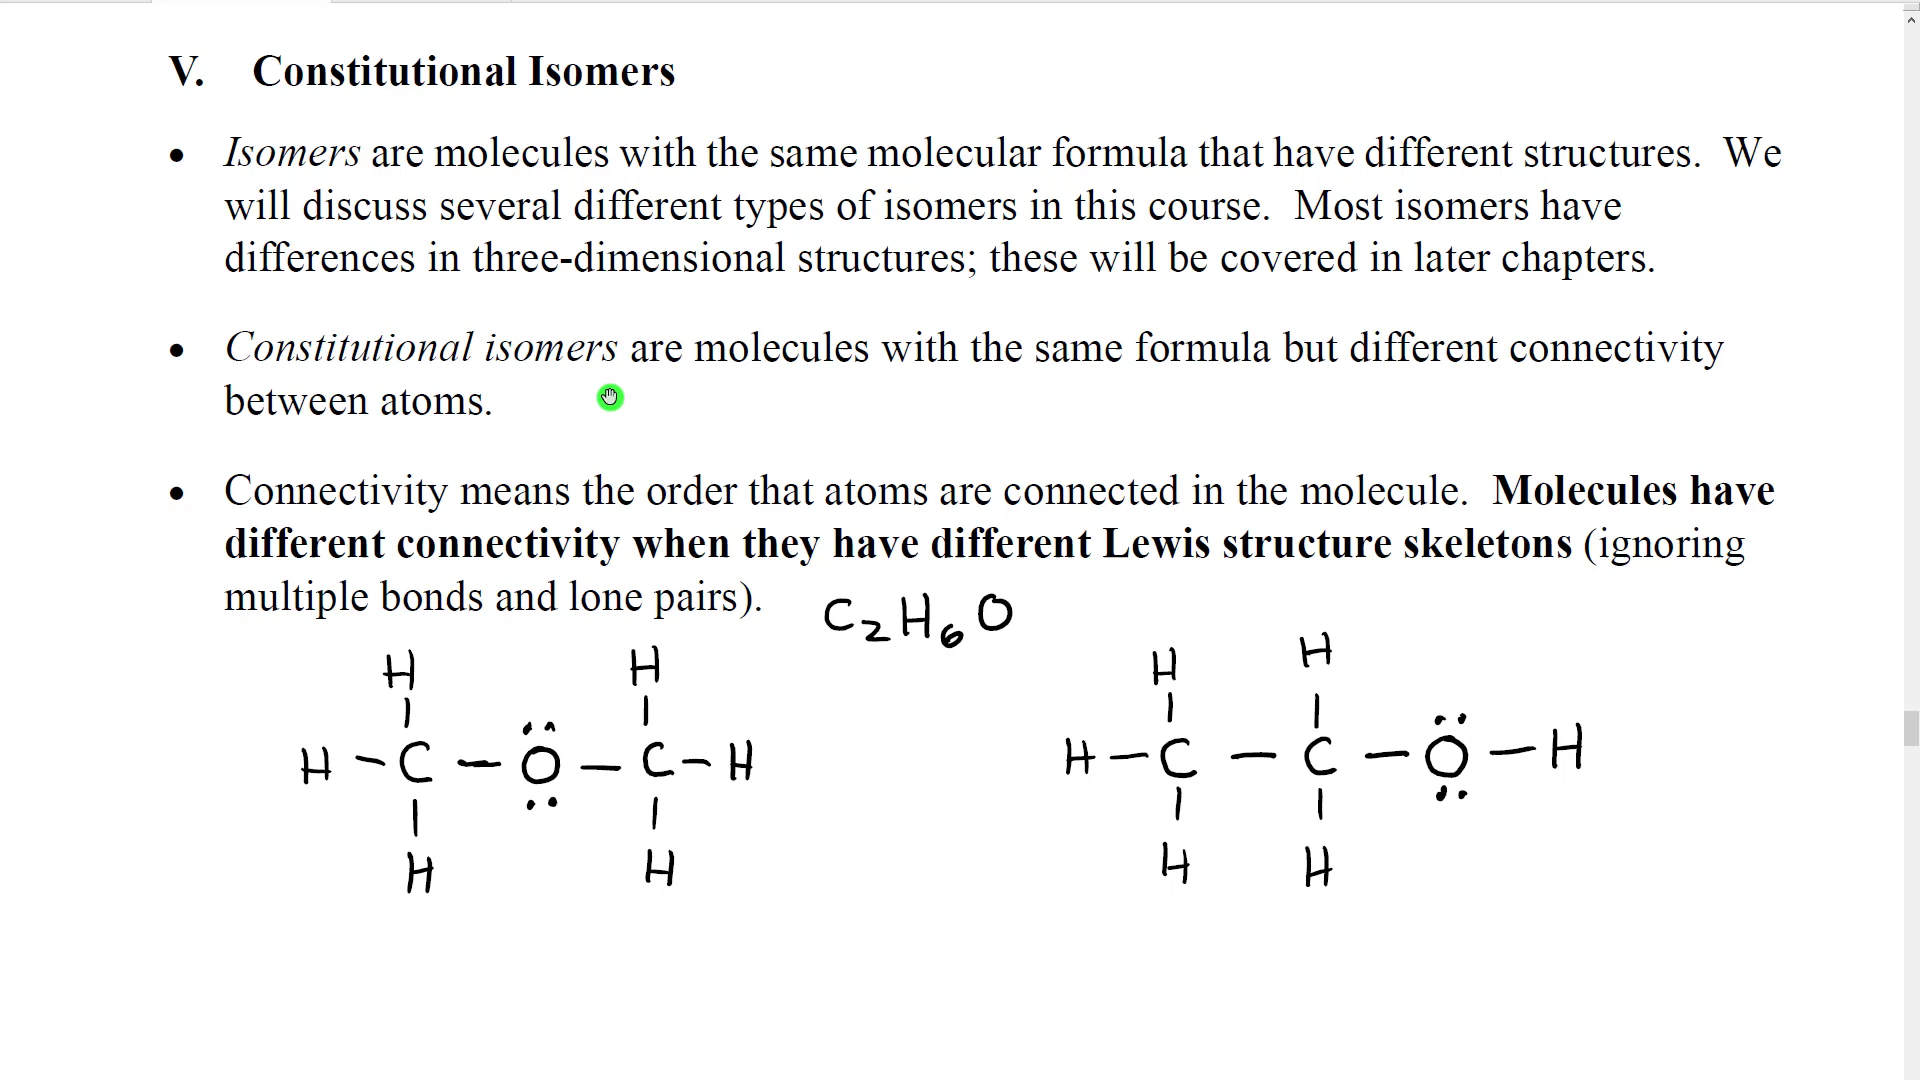 V. Constitutional Isomers
• Isomers are molecules with the same molecular formula that have different structures. We
will discuss several different types of isomers in this course. Most isomers have
differences in three-dimensional structures; these will be covered in later chapters.
• Constitutional isomers are molecules with the same formula but different connectivity
between atoms.
• Connectivity means the order that atoms are connected in the molecule. Molecules have
different connectivity when they have different Lewis structure skeletons (ignoring
multiple bonds and lone pairs). C₂H₆O
H H H H
H – C – O – C – H H – C – C – O – H
H H H H